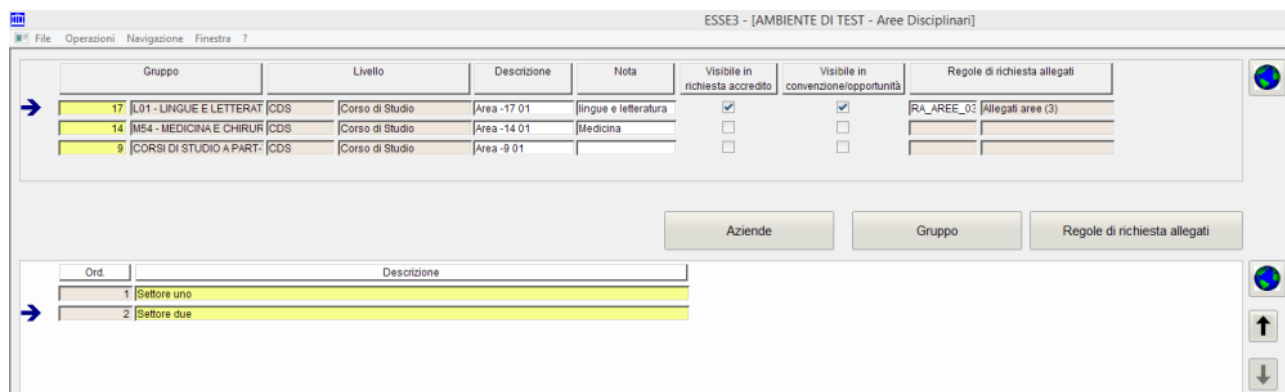 ESSE3 - [AMBIENTE DI TEST - Aree Disciplinari]
File Operazioni Navigazione Finestra ?
Gruppo Livello Descrizione Nota Visibile in richiesta accredito Visibile in convenzione/opportunità Regole di richiesta allegati
17 L01 - LINGUE E LETTERAT CDS Corso di Studio Area -17 01 lingue e letteratura RA_AREE_03 Allegati aree (3)
14 M54 - MEDICINA E CHIRUR CDS Corso di Studio Area -14 01 Medicina
9 CORSI DI STUDIO A PART- CDS Corso di Studio Area -9 01
Aziende Gruppo Regole di richiesta allegati
Ord. Descrizione
1 Settore uno
2 Settore due